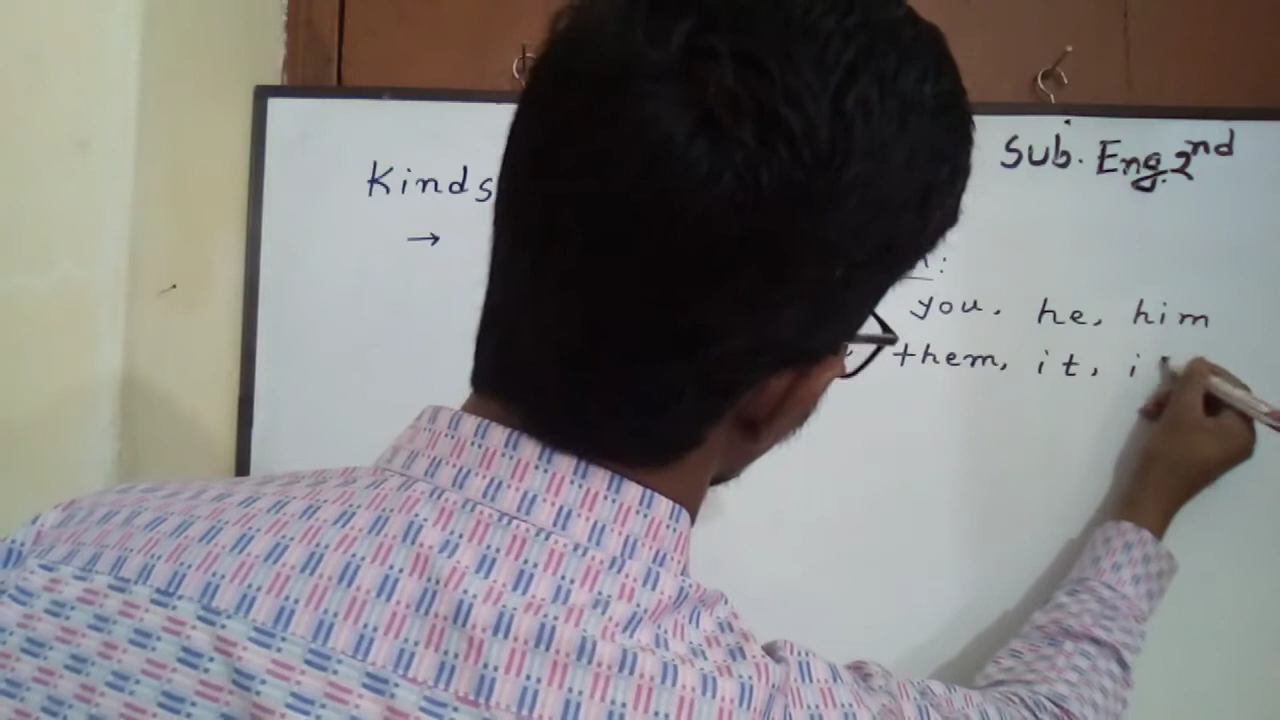 Sub. Eng. 2nd
Kinds
→
:
you, he, him
them, it, i